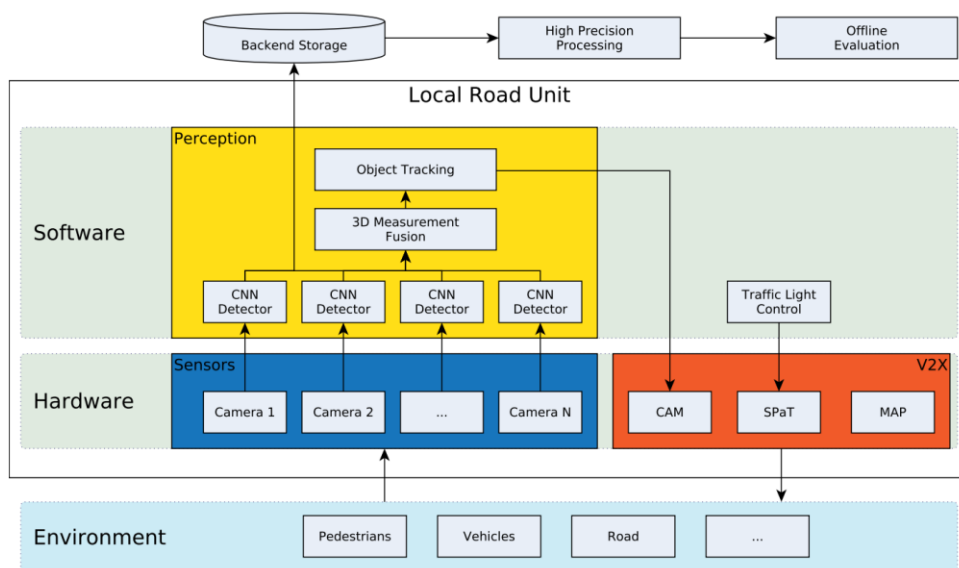 Backend Storage
High Precision
Processing
Offline
Evaluation
Local Road Unit
Perception
Object Tracking
3D Measurement
Fusion
Software
CNN
Detector
CNN
Detector
CNN
Detector
CNN
Detector
Traffic Light
Control
Sensors
V2X
Hardware
Camera 1
Camera 2
...
Camera N
CAM
SPaT
MAP
Environment
Pedestrians
Vehicles
Road
...